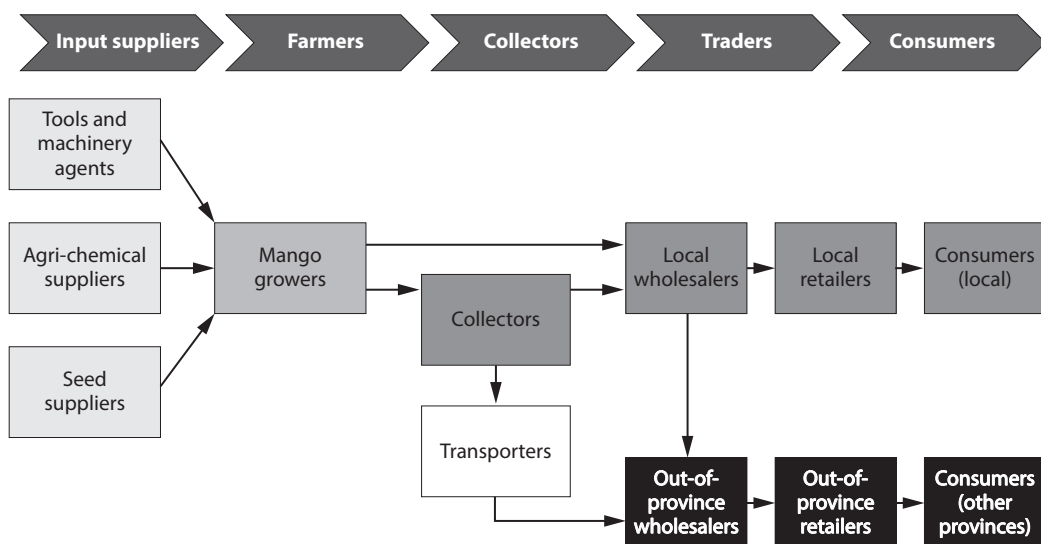 Input suppliers
Farmers
Collectors
Traders
Consumers
Tools and
machinery
agents
Agri-chemical
suppliers
Seed
suppliers
Mango
growers
Collectors
Transporters
Local
wholesalers
Local
retailers
Consumers
(local)
Out-of-
province
wholesalers
Out-of-
province
retailers
Consumers
(other
provinces)